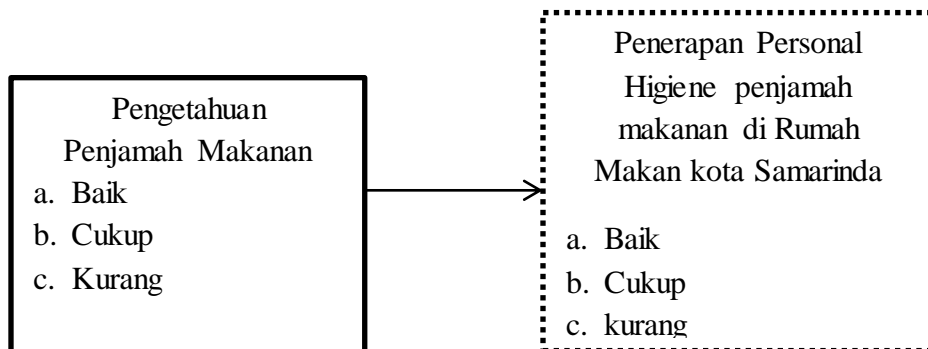 Pengetahuan
Penjamah Makanan
a. Baik
b. Cukup
c. Kurang
Penerapan Personal
Higiene penjamah
makanan di Rumah
Makan kota Samarinda
a. Baik
b. Cukup
c. kurang